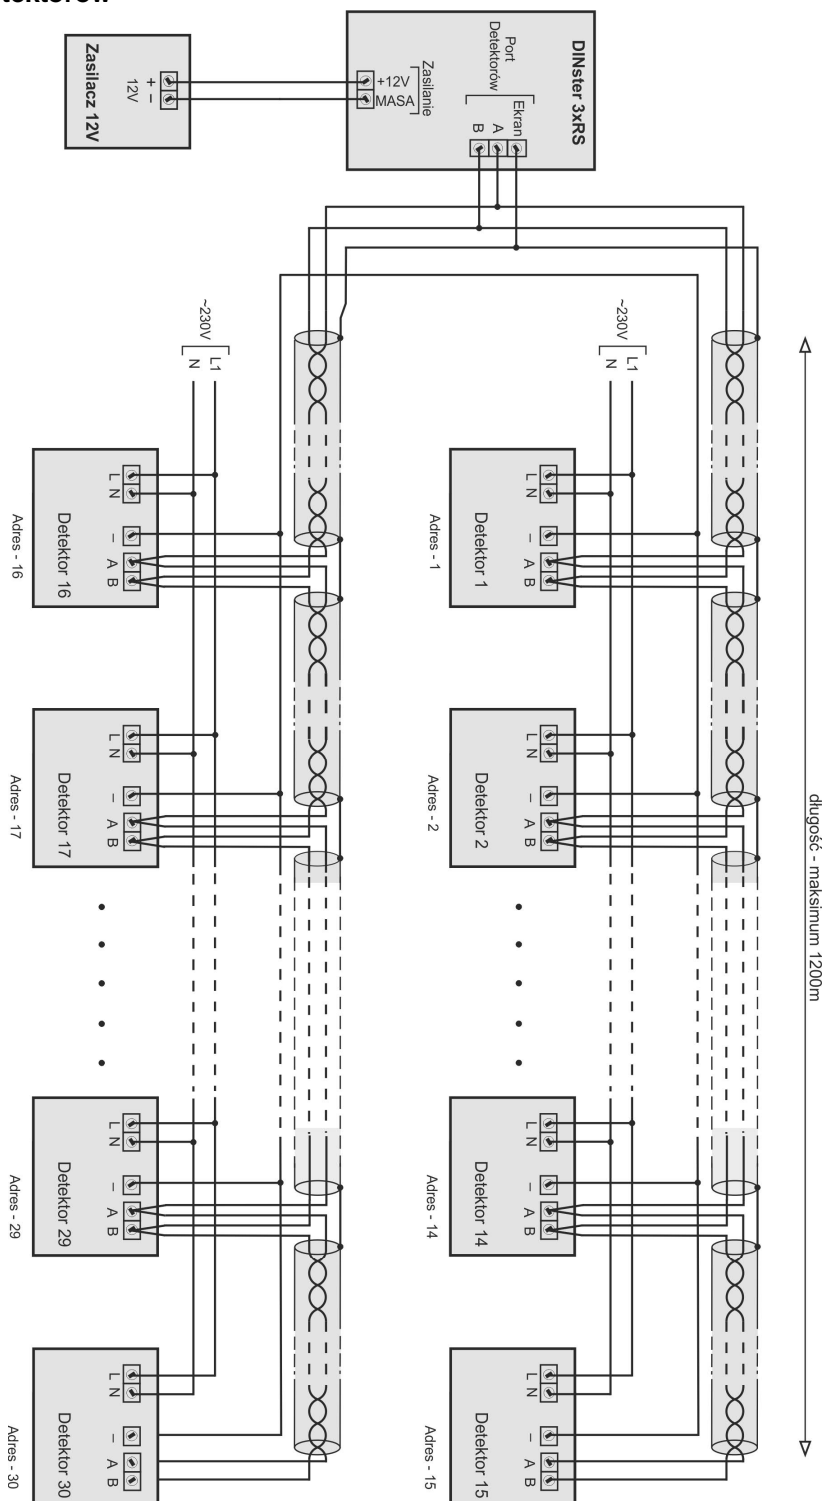 DINster 3xRS
Port
Detektorów
Ekran
A
B
Zasilanie
+12V
MASA
Zasilacz 12V
+
–
12V
~230V
L1
N
~230V
L1
N
L
N
–
A
B
Detektor 1
Adres - 1
L
N
–
A
B
Detektor 2
Adres - 2
L
N
–
A
B
Detektor 14
Adres - 14
L
N
–
A
B
Detektor 15
Adres - 15
L
N
–
A
B
Detektor 16
Adres - 16
L
N
–
A
B
Detektor 17
Adres - 17
L
N
–
A
B
Detektor 29
Adres - 29
L
N
–
A
B
Detektor 30
Adres - 30
długość - maksimum 1200m